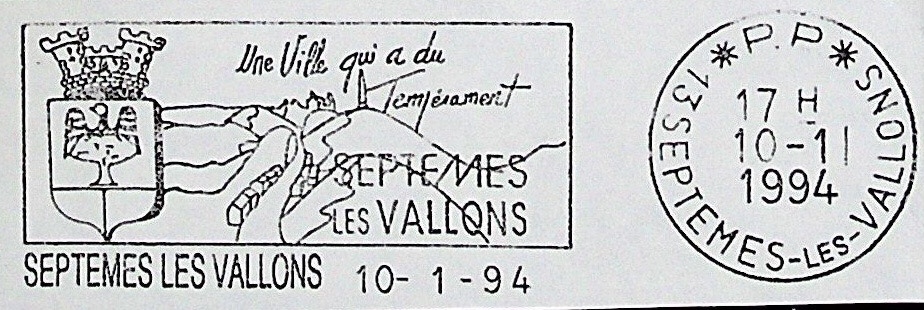 Une Ville qui a du
Tempérament
SEPTEMES
LES VALLONS
SEPTEMES LES VALLONS 10- 1 - 94
* P.P *
13 SEPTEMES-LES-VALLONS
17 H
10-11
1994